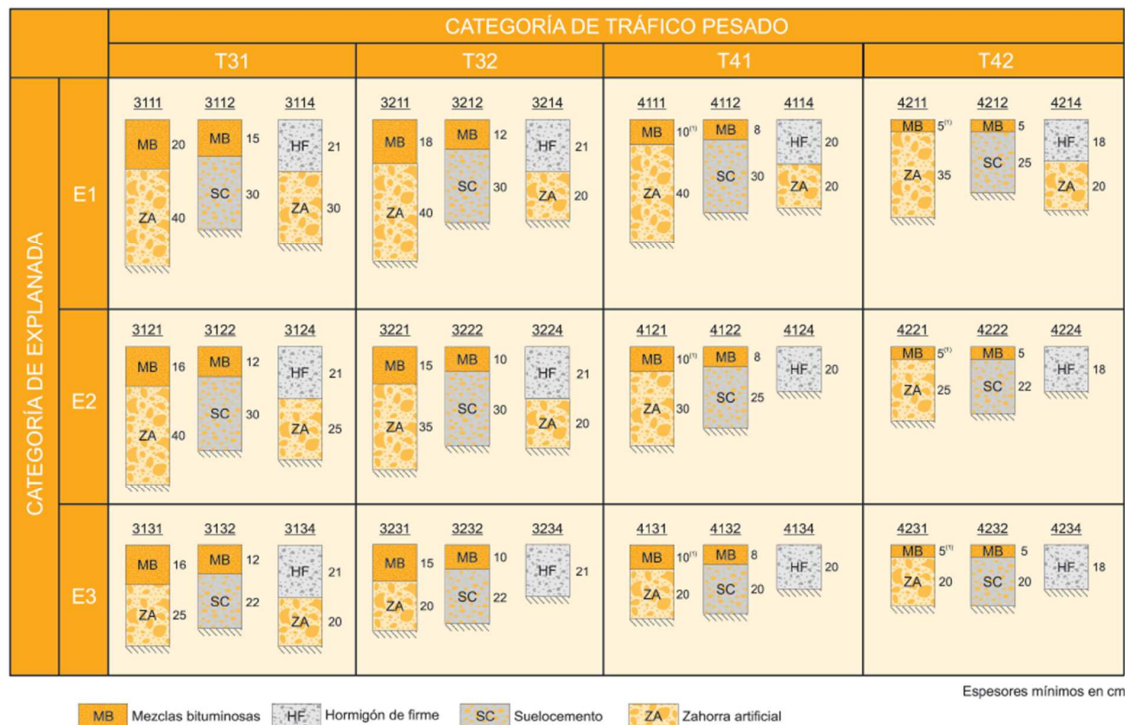 CATEGORÍA DE TRÁFICO PESADO
T31 T32 T41 T42
CATEGORÍA DE EXPLANADA
E1
3111 3112 3114 3211 3212 3214 4111 4112 4114 4211 4212 4214
MB 20 MB 15 HF 21 MB 18 MB 12 HF 21 MB 10(1) MB 8 HF 20 MB 5(1) MB 5 HF 18
ZA 40 SC 30 ZA 30 ZA 40 SC 30 ZA 20 ZA 40 SC 30 ZA 20 ZA 35 SC 25 ZA 20
E2
3121 3122 3124 3221 3222 3224 4121 4122 4124 4221 4222 4224
MB 16 MB 12 HF 21 MB 15 MB 10 HF 21 MB 10(1) MB 8 HF 20 MB 5(1) MB 5 HF 18
ZA 40 SC 30 ZA 25 ZA 35 SC 30 ZA 20 ZA 30 SC 25 ZA 25 SC 22
E3
3131 3132 3134 3231 3232 3234 4131 4132 4134 4231 4232 4234
MB 16 MB 12 HF 21 MB 15 MB 10 HF 21 MB 10(1) MB 8 HF 20 MB 5(1) MB 5 HF 18
ZA 25 SC 22 ZA 20 ZA 20 SC 22 ZA 20 SC 20 ZA 20 SC 20
Espesores mínimos en cm
MB Mezclas bituminosas HF Hormigón de firme SC Suelocemento ZA Zahorra artificial